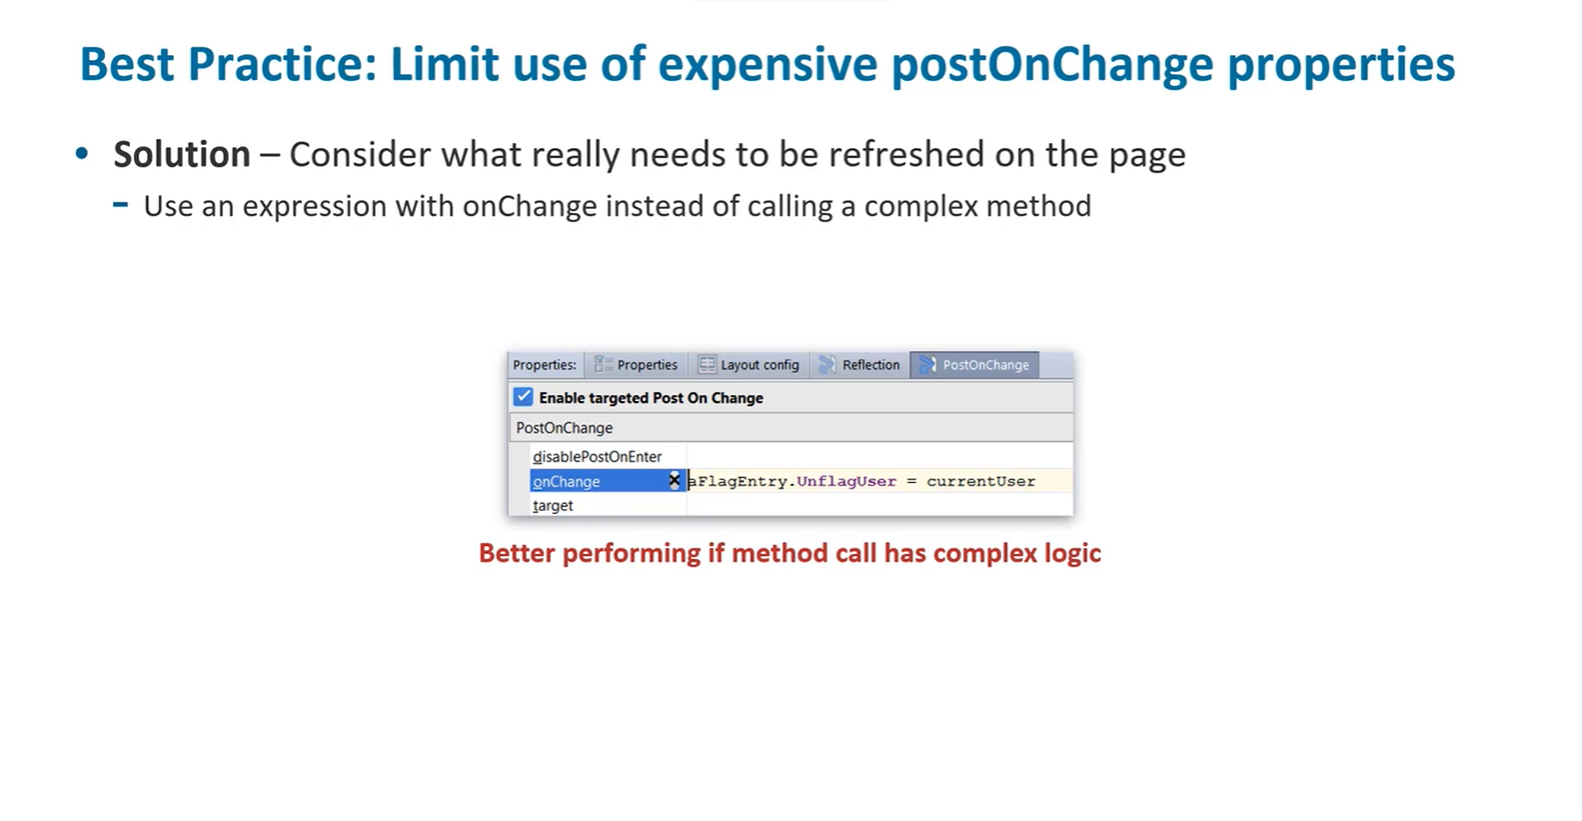 Best Practice: Limit use of expensive postOnChange properties
• Solution – Consider what really needs to be refreshed on the page
– Use an expression with onChange instead of calling a complex method
Properties: Properties Layout config Reflection PostOnChange
Enable targeted Post On Change
PostOnChange
disablePostOnEnter
onChange aFlagEntry.UnflagUser = currentUser
target
Better performing if method call has complex logic